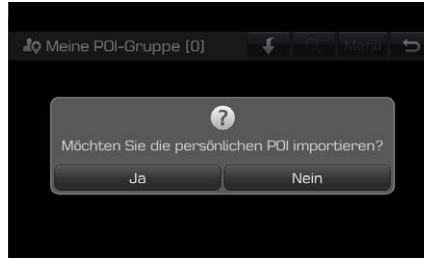 Meine POI-Gruppe (0) Menü
?
Möchten Sie die persönlichen POI importieren?
Ja Nein